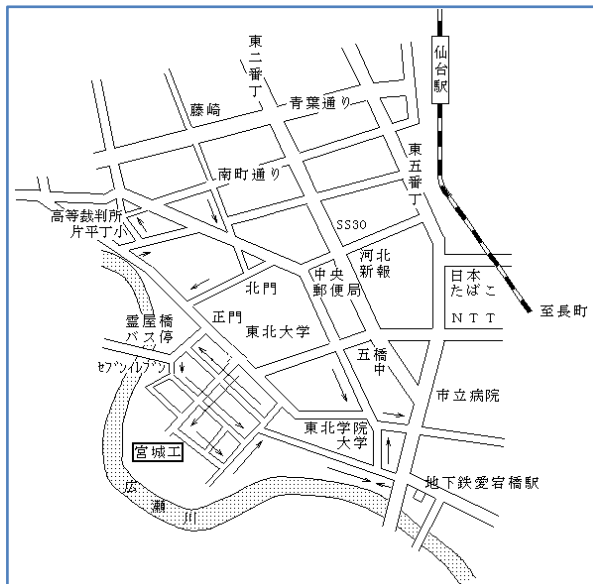 東二番丁
仙台駅
藤崎
青葉通り
東五番丁
南町通り
高等裁判所
片平丁小
SS30
河北
新報
中央
郵便局
日本
たばこ
NTT
至長町
北門
正門
東北大学
霊屋橋
バス停
五橋
中
セブンイレブン
市立病院
東北学院
大学
宮城工
地下鉄愛宕橋駅
広瀬川